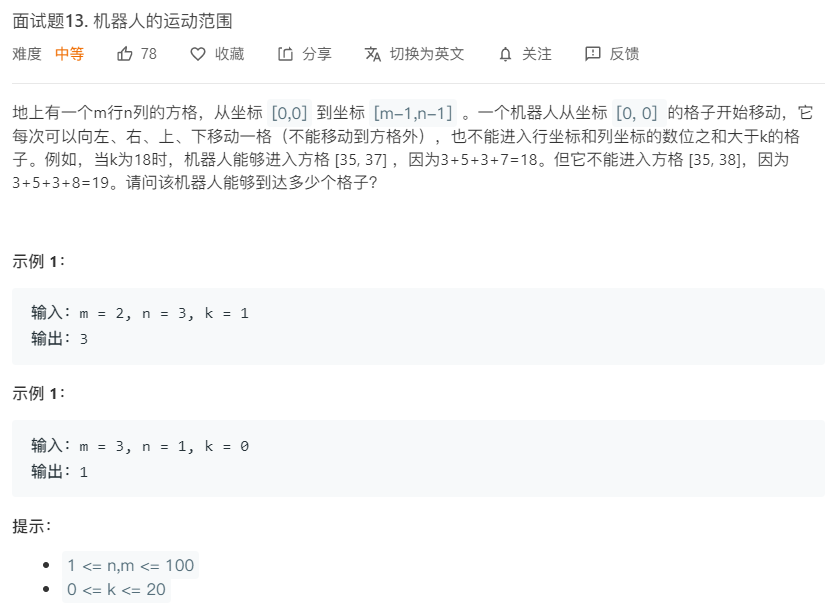 面试题13. 机器人的运动范围
难度 中等 78 收藏 分享 切换为英文 关注 反馈
地上有一个m行n列的方格，从坐标 [0,0] 到坐标 [m-1,n-1] 。一个机器人从坐标 [0, 0] 的格子开始移动，它
每次可以向左、右、上、下移动一格（不能移动到方格外），也不能进入行坐标和列坐标的数位之和大于k的格
子。例如，当k为18时，机器人能够进入方格 [35, 37] ，因为3+5+3+7=18。但它不能进入方格 [35, 38]，因为
3+5+3+8=19。请问该机器人能够到达多少个格子？
示例 1：
输入：m = 2, n = 3, k = 1
输出：3
示例 1：
输入：m = 3, n = 1, k = 0
输出：1
提示：
1 <= n,m <= 100
0 <= k <= 20